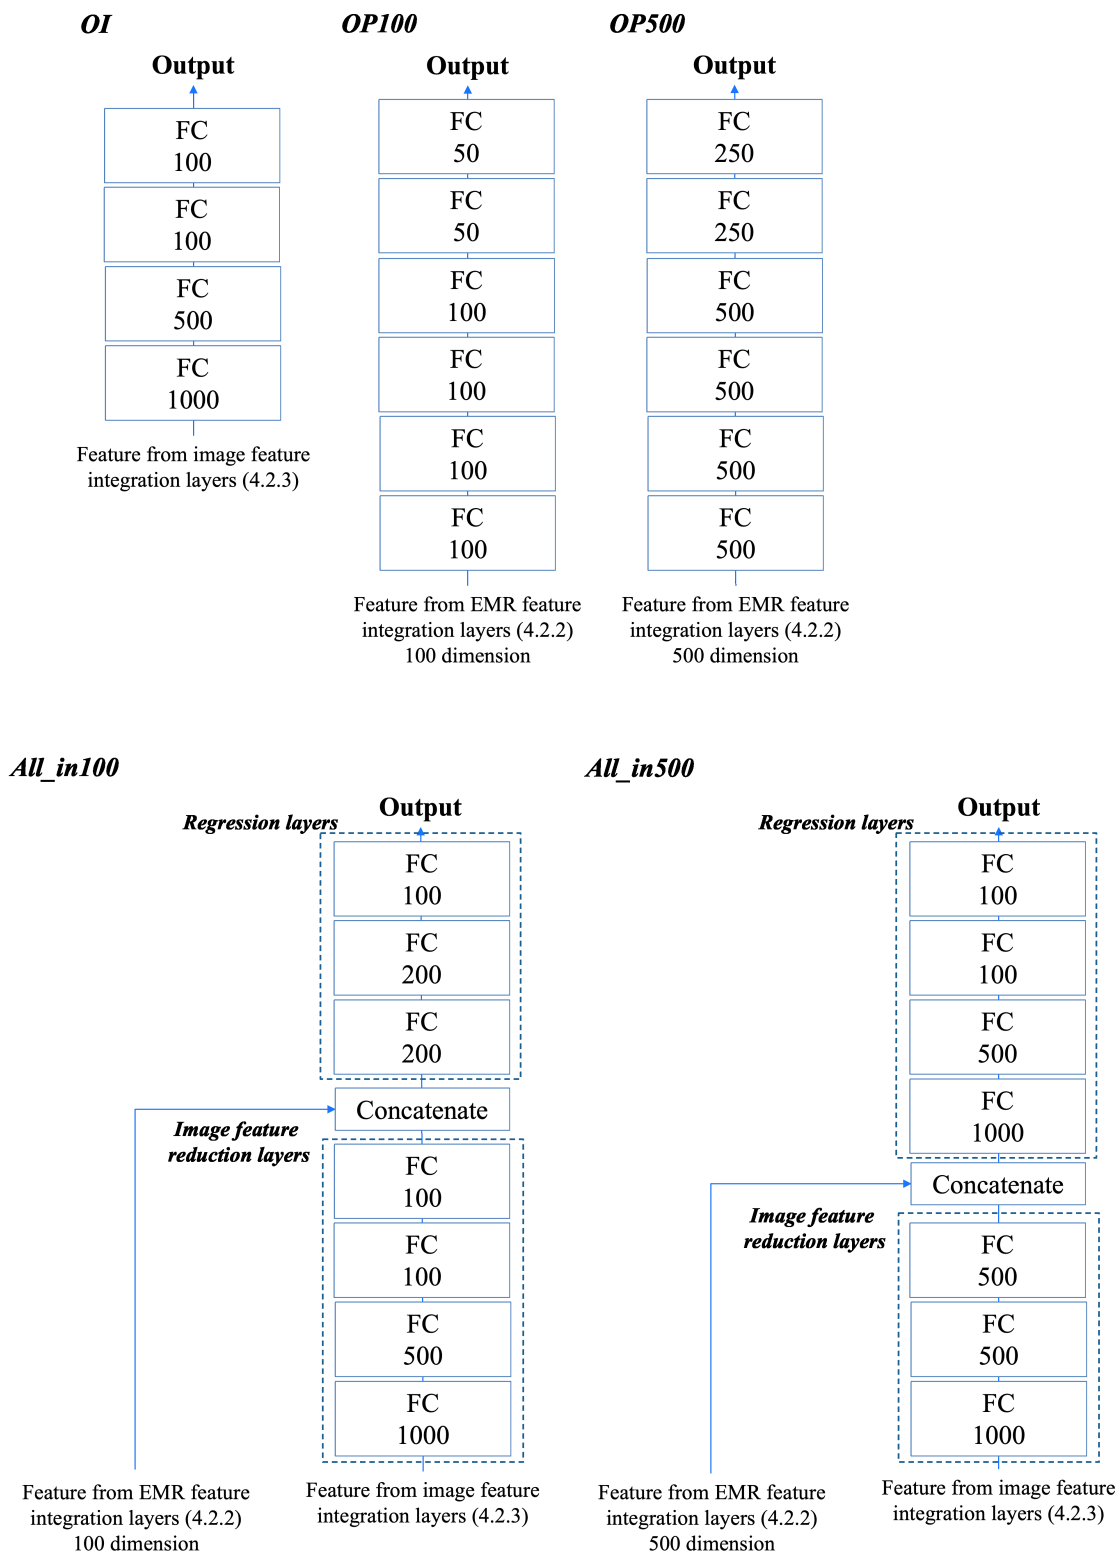 OI
Output
FC
100
FC
100
FC
500
FC
1000
Feature from image feature
integration layers (4.2.3)
OP100
Output
FC
50
FC
50
FC
100
FC
100
FC
100
FC
100
Feature from EMR feature
integration layers (4.2.2)
100 dimension
OP500
Output
FC
250
FC
250
FC
500
FC
500
FC
500
FC
500
Feature from EMR feature
integration layers (4.2.2)
500 dimension
All_in100
Output
Regression layers
FC
100
FC
200
FC
200
Concatenate
Image feature
reduction layers
FC
100
FC
100
FC
500
FC
1000
Feature from EMR feature
integration layers (4.2.2)
100 dimension
Feature from image feature
integration layers (4.2.3)
All_in500
Output
Regression layers
FC
100
FC
100
FC
500
FC
1000
Concatenate
Image feature
reduction layers
FC
500
FC
500
FC
1000
Feature from EMR feature
integration layers (4.2.2)
500 dimension
Feature from image feature
integration layers (4.2.3)